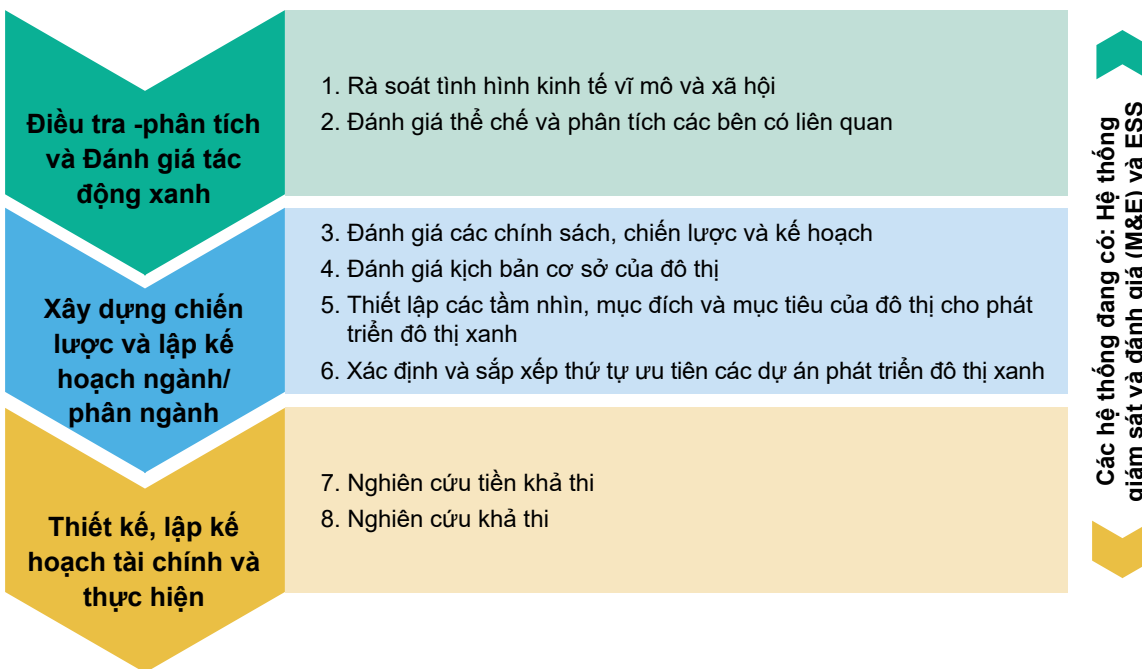 Điều tra -phân tích
và Đánh giá tác
động xanh
1. Rà soát tình hình kinh tế vĩ mô và xã hội
2. Đánh giá thể chế và phân tích các bên có liên quan
Xây dựng chiến
lược và lập kế
hoạch ngành/
phân ngành
3. Đánh giá các chính sách, chiến lược và kế hoạch
4. Đánh giá kịch bản cơ sở của đô thị
5. Thiết lập các tầm nhìn, mục đích và mục tiêu của đô thị cho phát
triển đô thị xanh
6. Xác định và sắp xếp thứ tự ưu tiên các dự án phát triển đô thị xanh
Thiết kế, lập kế
hoạch tài chính và
thực hiện
7. Nghiên cứu tiền khả thi
8. Nghiên cứu khả thi
Các hệ thống đang có: Hệ thống
giám sát và đánh giá (M&E) và ESS